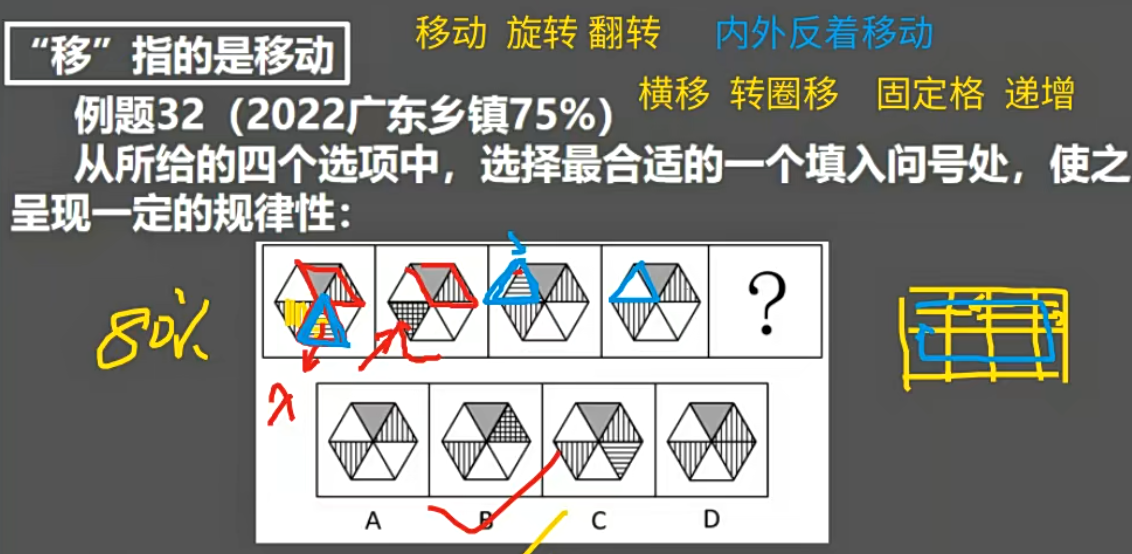 移动 旋转 翻转 内外反着移动
“移”指的是移动
横移 转圈移 固定格 递增
例题32（2022广东乡镇75%）
从所给的四个选项中，选择最合适的一个填入问号处，使之
呈现一定的规律性：
?
80%
A B C D